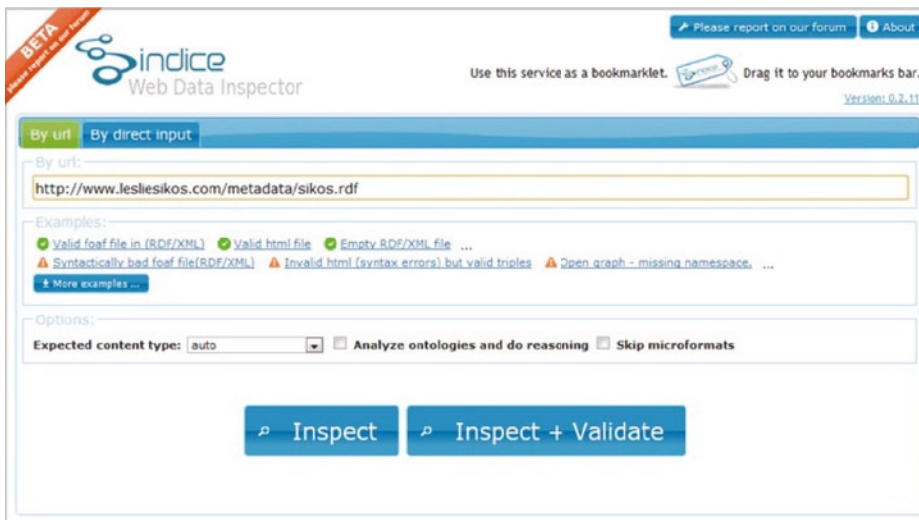 BETA
please report on our forum
Please report on our forum
About
Sindice
Web Data Inspector
Use this service as a bookmarklet.
Sindice
Drag it to your bookmarks bar.
Version: 0.2.11
By url
By direct input
By url:
http://www.lesliesikos.com/metadata/sikos.rdf
Examples:
Valid foaf file in (RDF/XML) Valid html file Empty RDF/XML file ...
Syntactically bad foaf file(RDF/XML) Invalid html (syntax errors) but valid triples Open graph - missing namespace. ...
More examples ...
Options:
Expected content type: auto Analyze ontologies and do reasoning Skip microformats
Inspect
Inspect + Validate